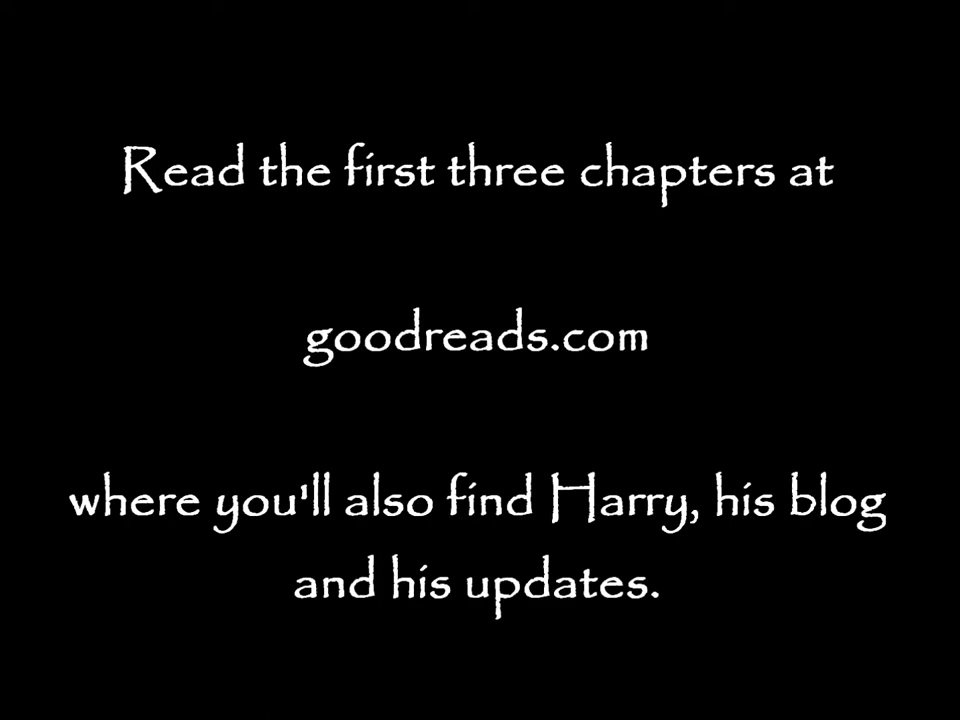 Read the first three chapters at
goodreads.com
where you'll also find Harry, his blog
and his updates.